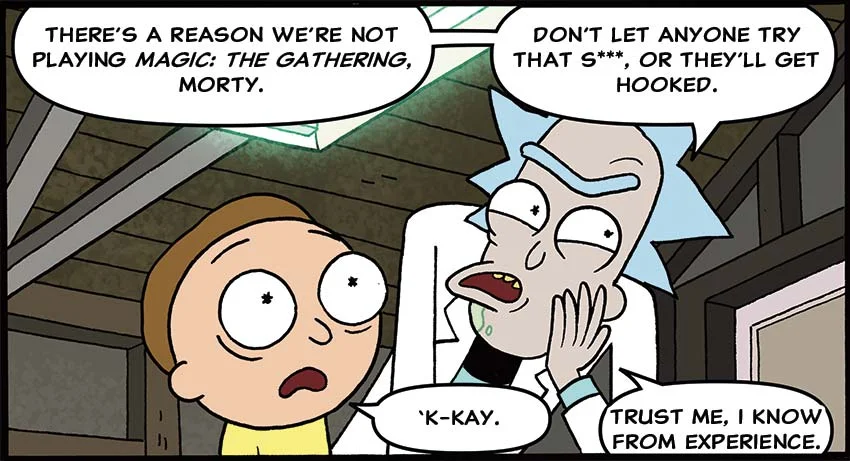 THERE'S A REASON WE'RE NOT
PLAYING MAGIC: THE GATHERING,
MORTY.
DON'T LET ANYONE TRY
THAT S***, OR THEY'LL GET
HOOKED.
'K-KAY.
TRUST ME, I KNOW
FROM EXPERIENCE.